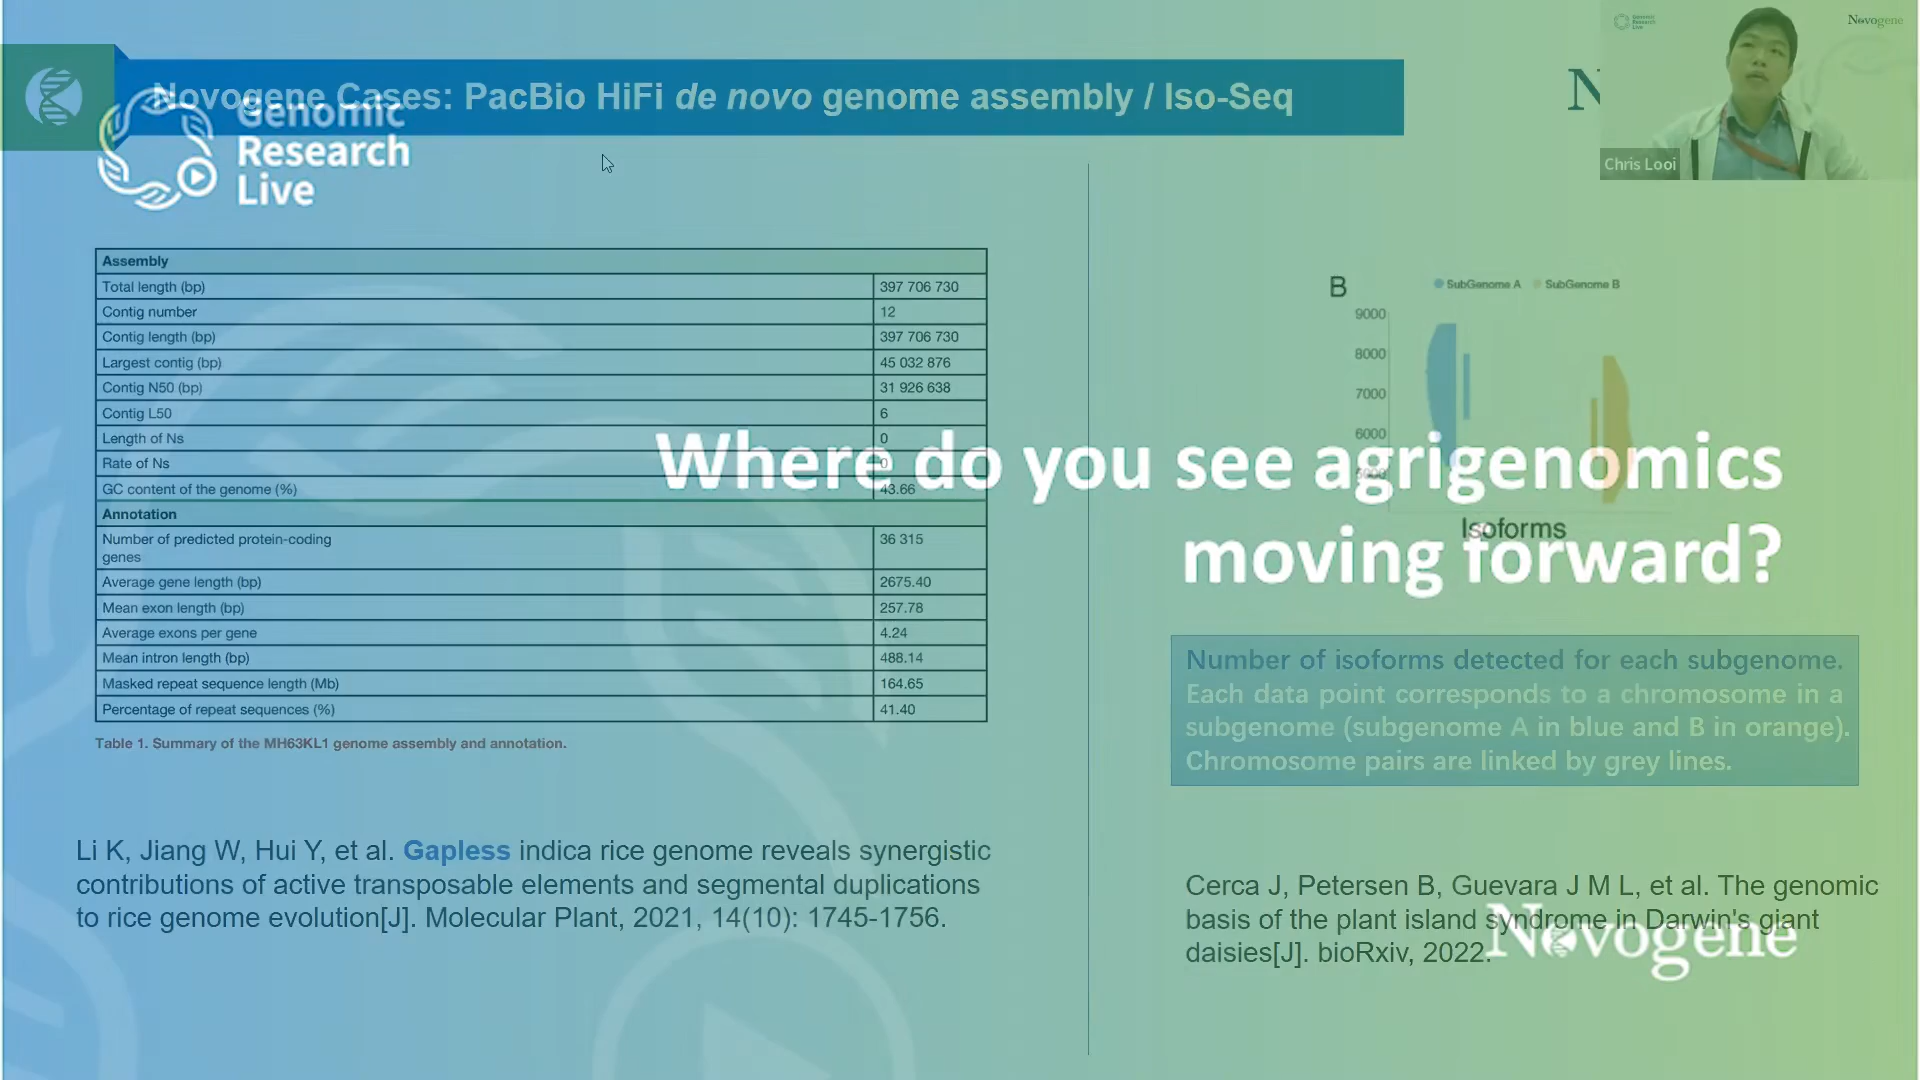 Novogene Cases: PacBio HiFi de novo genome assembly / Iso-Seq
Genomic
Research
Live
Novogene
N
Chris Looi
Assembly
Total length (bp) 397 706 730
Contig number 12
Contig length (bp) 397 706 730
Largest contig (bp) 45 032 876
Contig N50 (bp) 31 926 638
Contig L50 6
Length of Ns 0
Rate of Ns 0
GC content of the genome (%) 43.66
Annotation
Number of predicted protein-coding
genes 36 315
Average gene length (bp) 2675.40
Mean exon length (bp) 257.78
Average exons per gene 4.24
Mean intron length (bp) 488.14
Masked repeat sequence length (Mb) 164.65
Percentage of repeat sequences (%) 41.40
Table 1. Summary of the MH63KL1 genome assembly and annotation.
Li K, Jiang W, Hui Y, et al. Gapless indica rice genome reveals synergistic
contributions of active transposable elements and segmental duplications
to rice genome evolution[J]. Molecular Plant, 2021, 14(10): 1745-1756.
B
SubGenome A SubGenome B
9000
8000
7000
6000
Isoforms
Where do you see agrigenomics
moving forward?
Number of isoforms detected for each subgenome.
Each data point corresponds to a chromosome in a
subgenome (subgenome A in blue and B in orange).
Chromosome pairs are linked by grey lines.
Cerca J, Petersen B, Guevara J M L, et al. The genomic
basis of the plant island syndrome in Darwin's giant
daisies[J]. bioRxiv, 2022.
Novogene